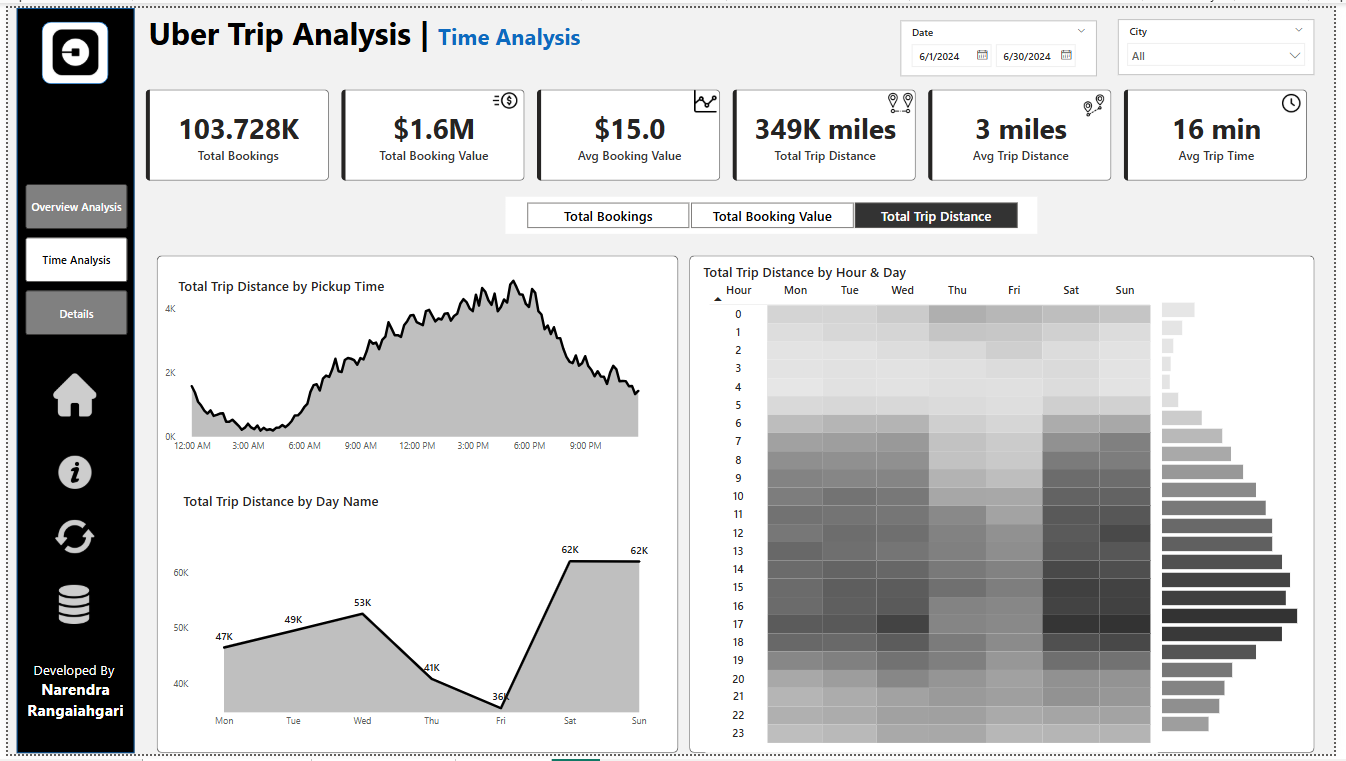 Uber Trip Analysis | Time Analysis
Date
6/1/2024
6/30/2024
City
All
103.728K
Total Bookings
$1.6M
Total Booking Value
$15.0
Avg Booking Value
349K miles
Total Trip Distance
3 miles
Avg Trip Distance
16 min
Avg Trip Time
Overview Analysis
Time Analysis
Details
Developed By
Narendra
Rangaiahgari
Total Bookings
Total Booking Value
Total Trip Distance
Total Trip Distance by Pickup Time
4K
2K
0K
12:00 AM 3:00 AM 6:00 AM 9:00 AM 12:00 PM 3:00 PM 6:00 PM 9:00 PM
Total Trip Distance by Day Name
60K
50K
40K
47K
49K
53K
41K
36K
62K
62K
Mon Tue Wed Thu Fri Sat Sun
Total Trip Distance by Hour & Day
Hour Mon Tue Wed Thu Fri Sat Sun
0
1
2
3
4
5
6
7
8
9
10
11
12
13
14
15
16
17
18
19
20
21
22
23